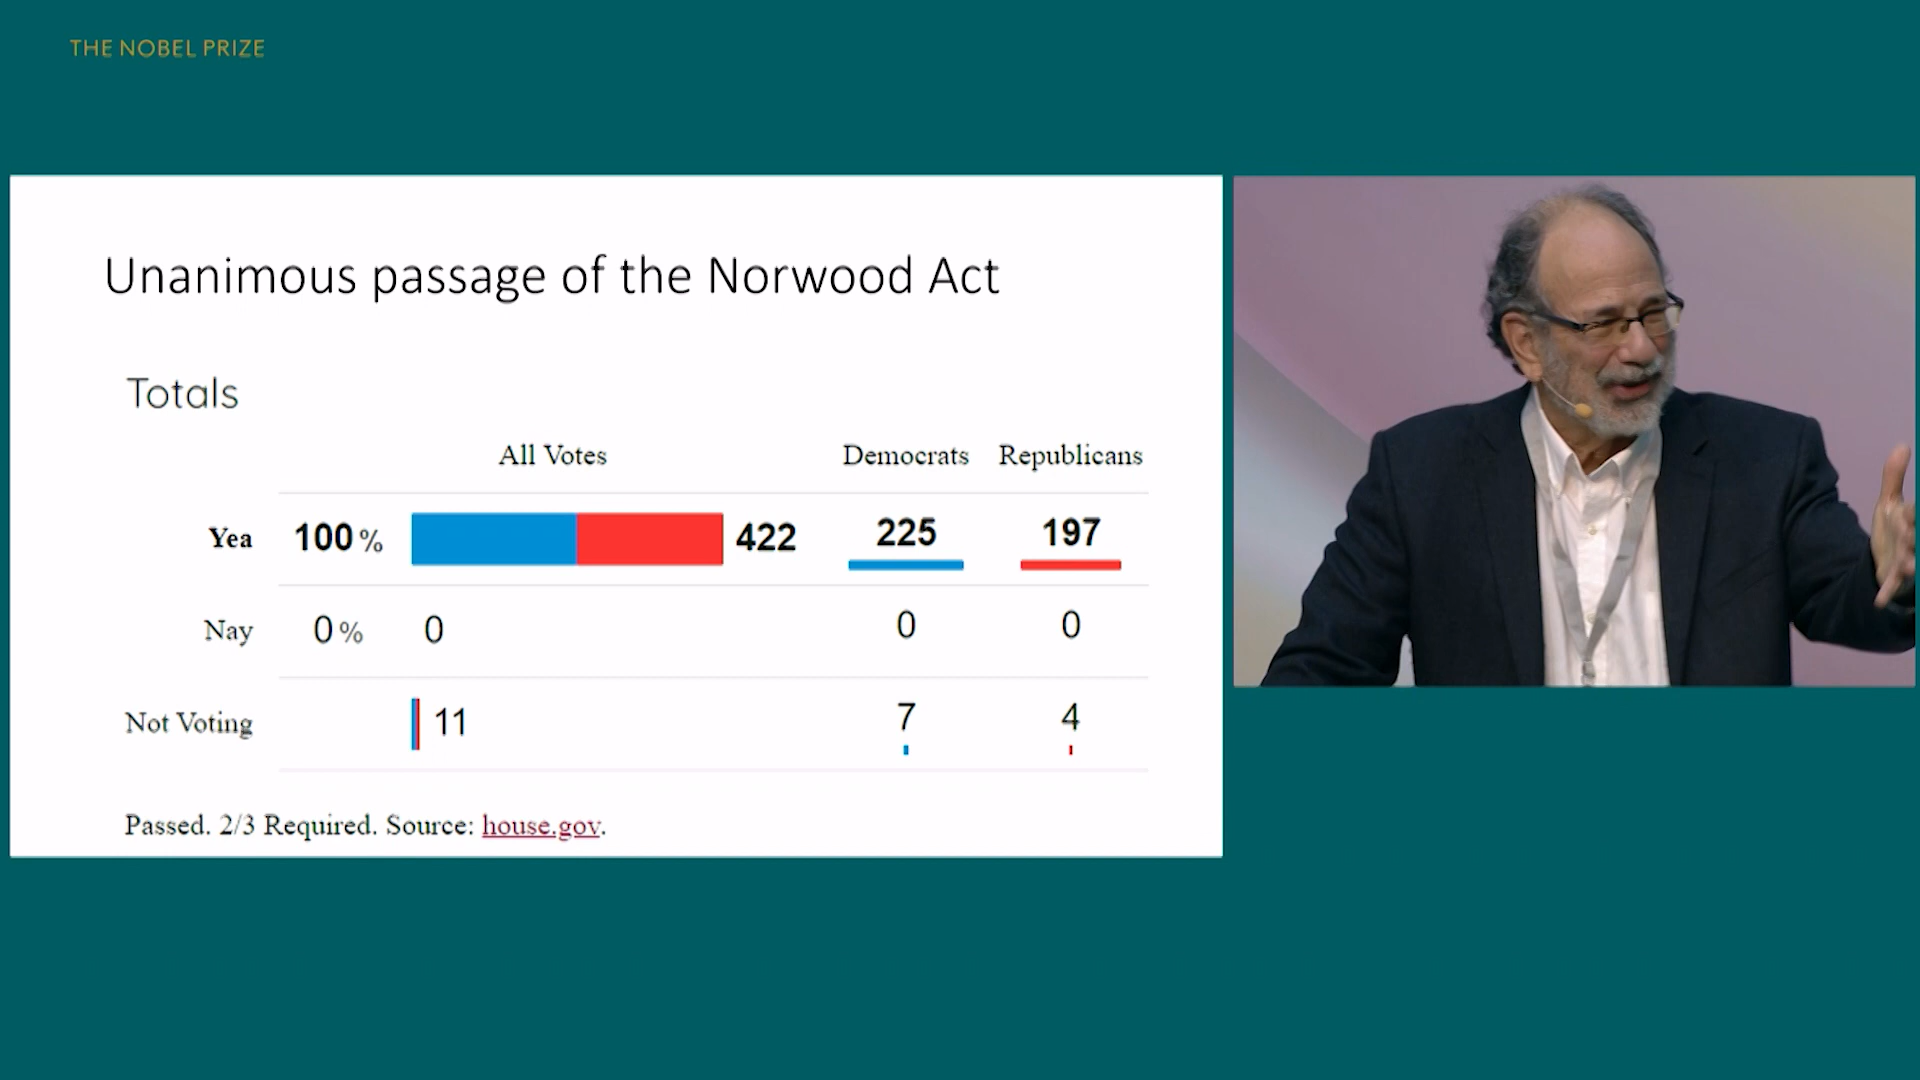 THE NOBEL PRIZE
Unanimous passage of the Norwood Act
Totals
All Votes Democrats Republicans
Yea 100% 422 225 197
Nay 0% 0 0 0
Not Voting 11 7 4
Passed. 2/3 Required. Source: house.gov.